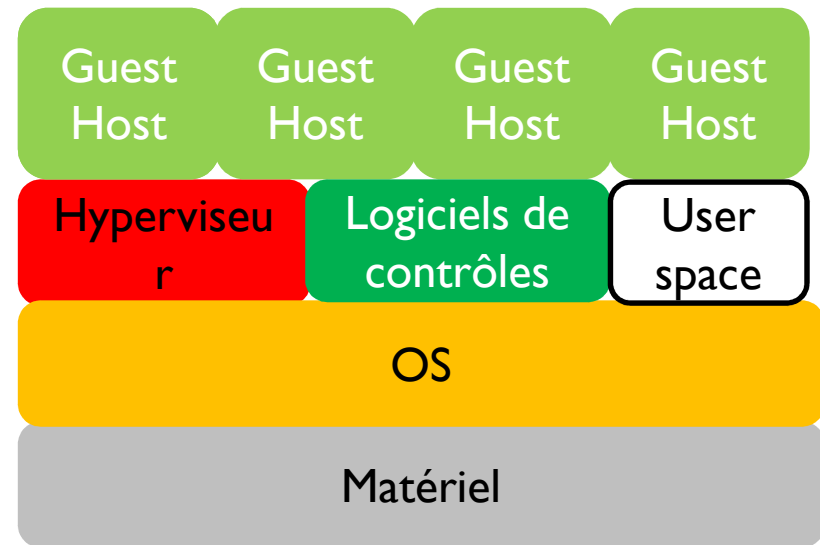 Guest Guest Guest Guest
Host Host Host Host
Hyperviseu Logiciels de User
r contrôles space
OS
Matériel